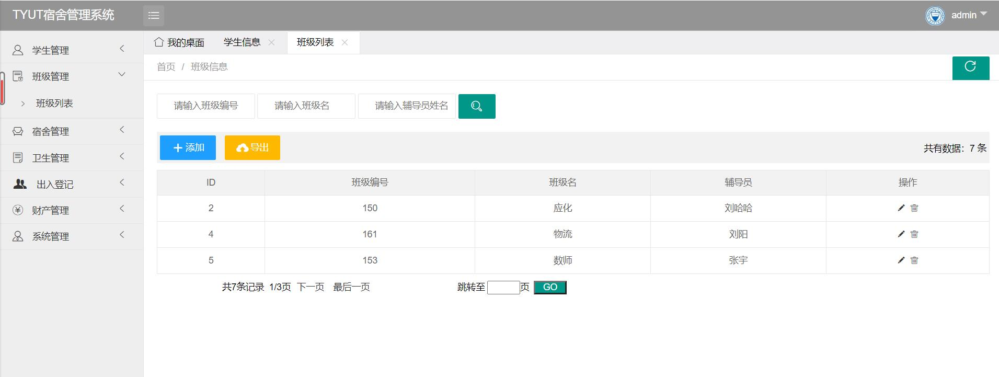 TYUT宿舍管理系统
admin
学生管理
班级管理
班级列表
宿舍管理
卫生管理
出入登记
财产管理
系统管理
我的桌面 学生信息 班级列表
首页 / 班级信息
请输入班级编号 请输入班级名 请输入辅导员姓名
添加 导出 共有数据：7 条
ID 班级编号 班级名 辅导员 操作
2 150 应化 刘哈哈
4 161 物流 刘阳
5 153 数师 张宇
共7条记录 1/3页 下一页 最后一页 跳转至 页 GO